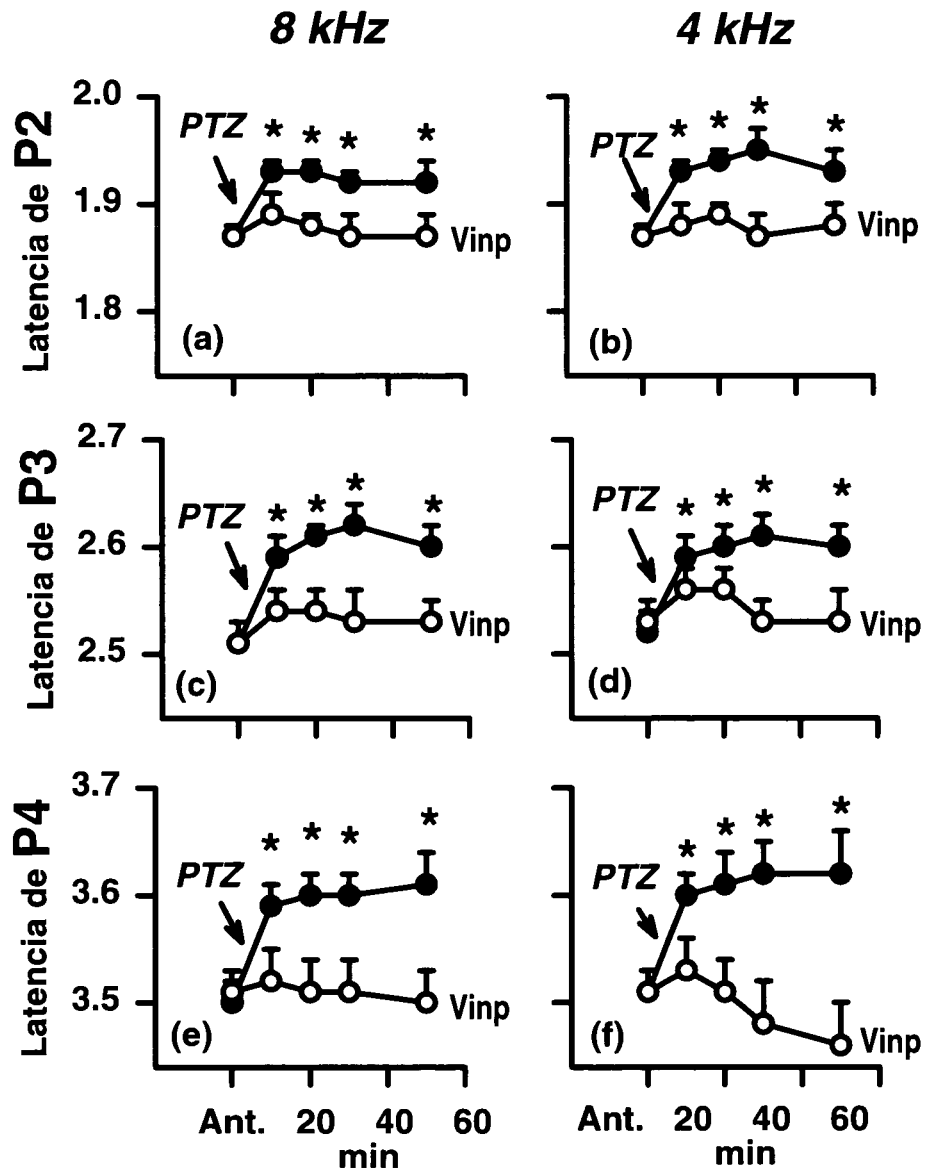 8 kHz
4 kHz
Latencia de P2
2.0
1.9
1.8
PTZ
* * * *
Vinp
(a)
PTZ
* * * *
Vinp
(b)
Latencia de P3
2.7
2.6
2.5
PTZ
* * * *
Vinp
(c)
PTZ
* * * *
Vinp
(d)
Latencia de P4
3.7
3.6
3.5
PTZ
* * * *
Vinp
(e)
PTZ
* * * *
Vinp
(f)
Ant. 20 40 60
min
Ant. 20 40 60
min